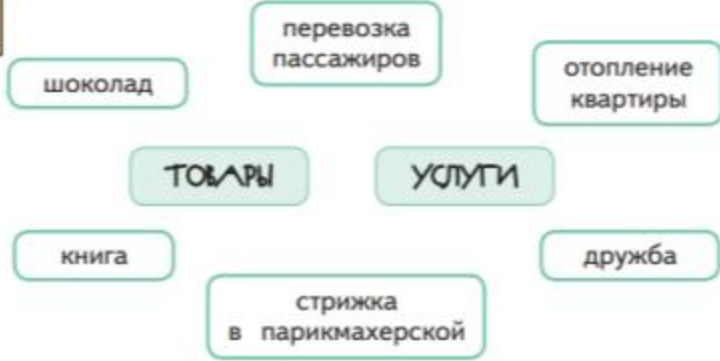 перевозка
пассажиров
шоколад
отопление
квартиры
ТОВАРЫ
УСЛУГИ
книга
дружба
стрижка
в парикмахерской